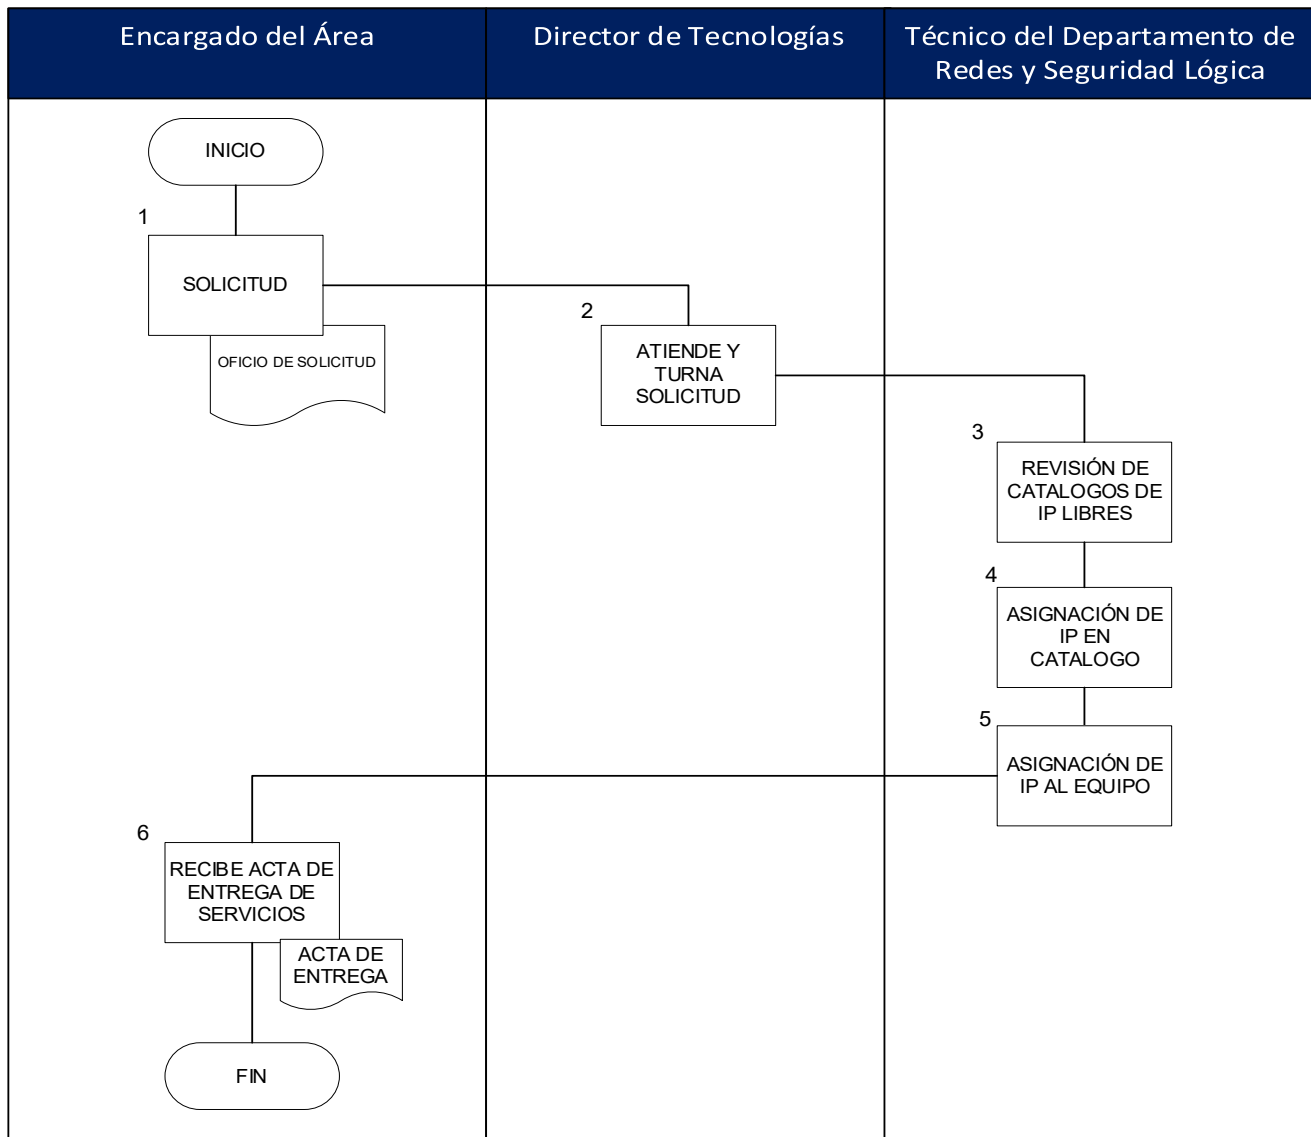 Encargado del Área
Director de Tecnologías
Técnico del Departamento de
Redes y Seguridad Lógica
INICIO
1
SOLICITUD
OFICIO DE SOLICITUD
2
ATIENDE Y
TURNA
SOLICITUD
3
REVISIÓN DE
CATALOGOS DE
IP LIBRES
4
ASIGNACIÓN DE
IP EN
CATALOGO
5
ASIGNACIÓN DE
IP AL EQUIPO
6
RECIBE ACTA DE
ENTREGA DE
SERVICIOS
ACTA DE
ENTREGA
FIN